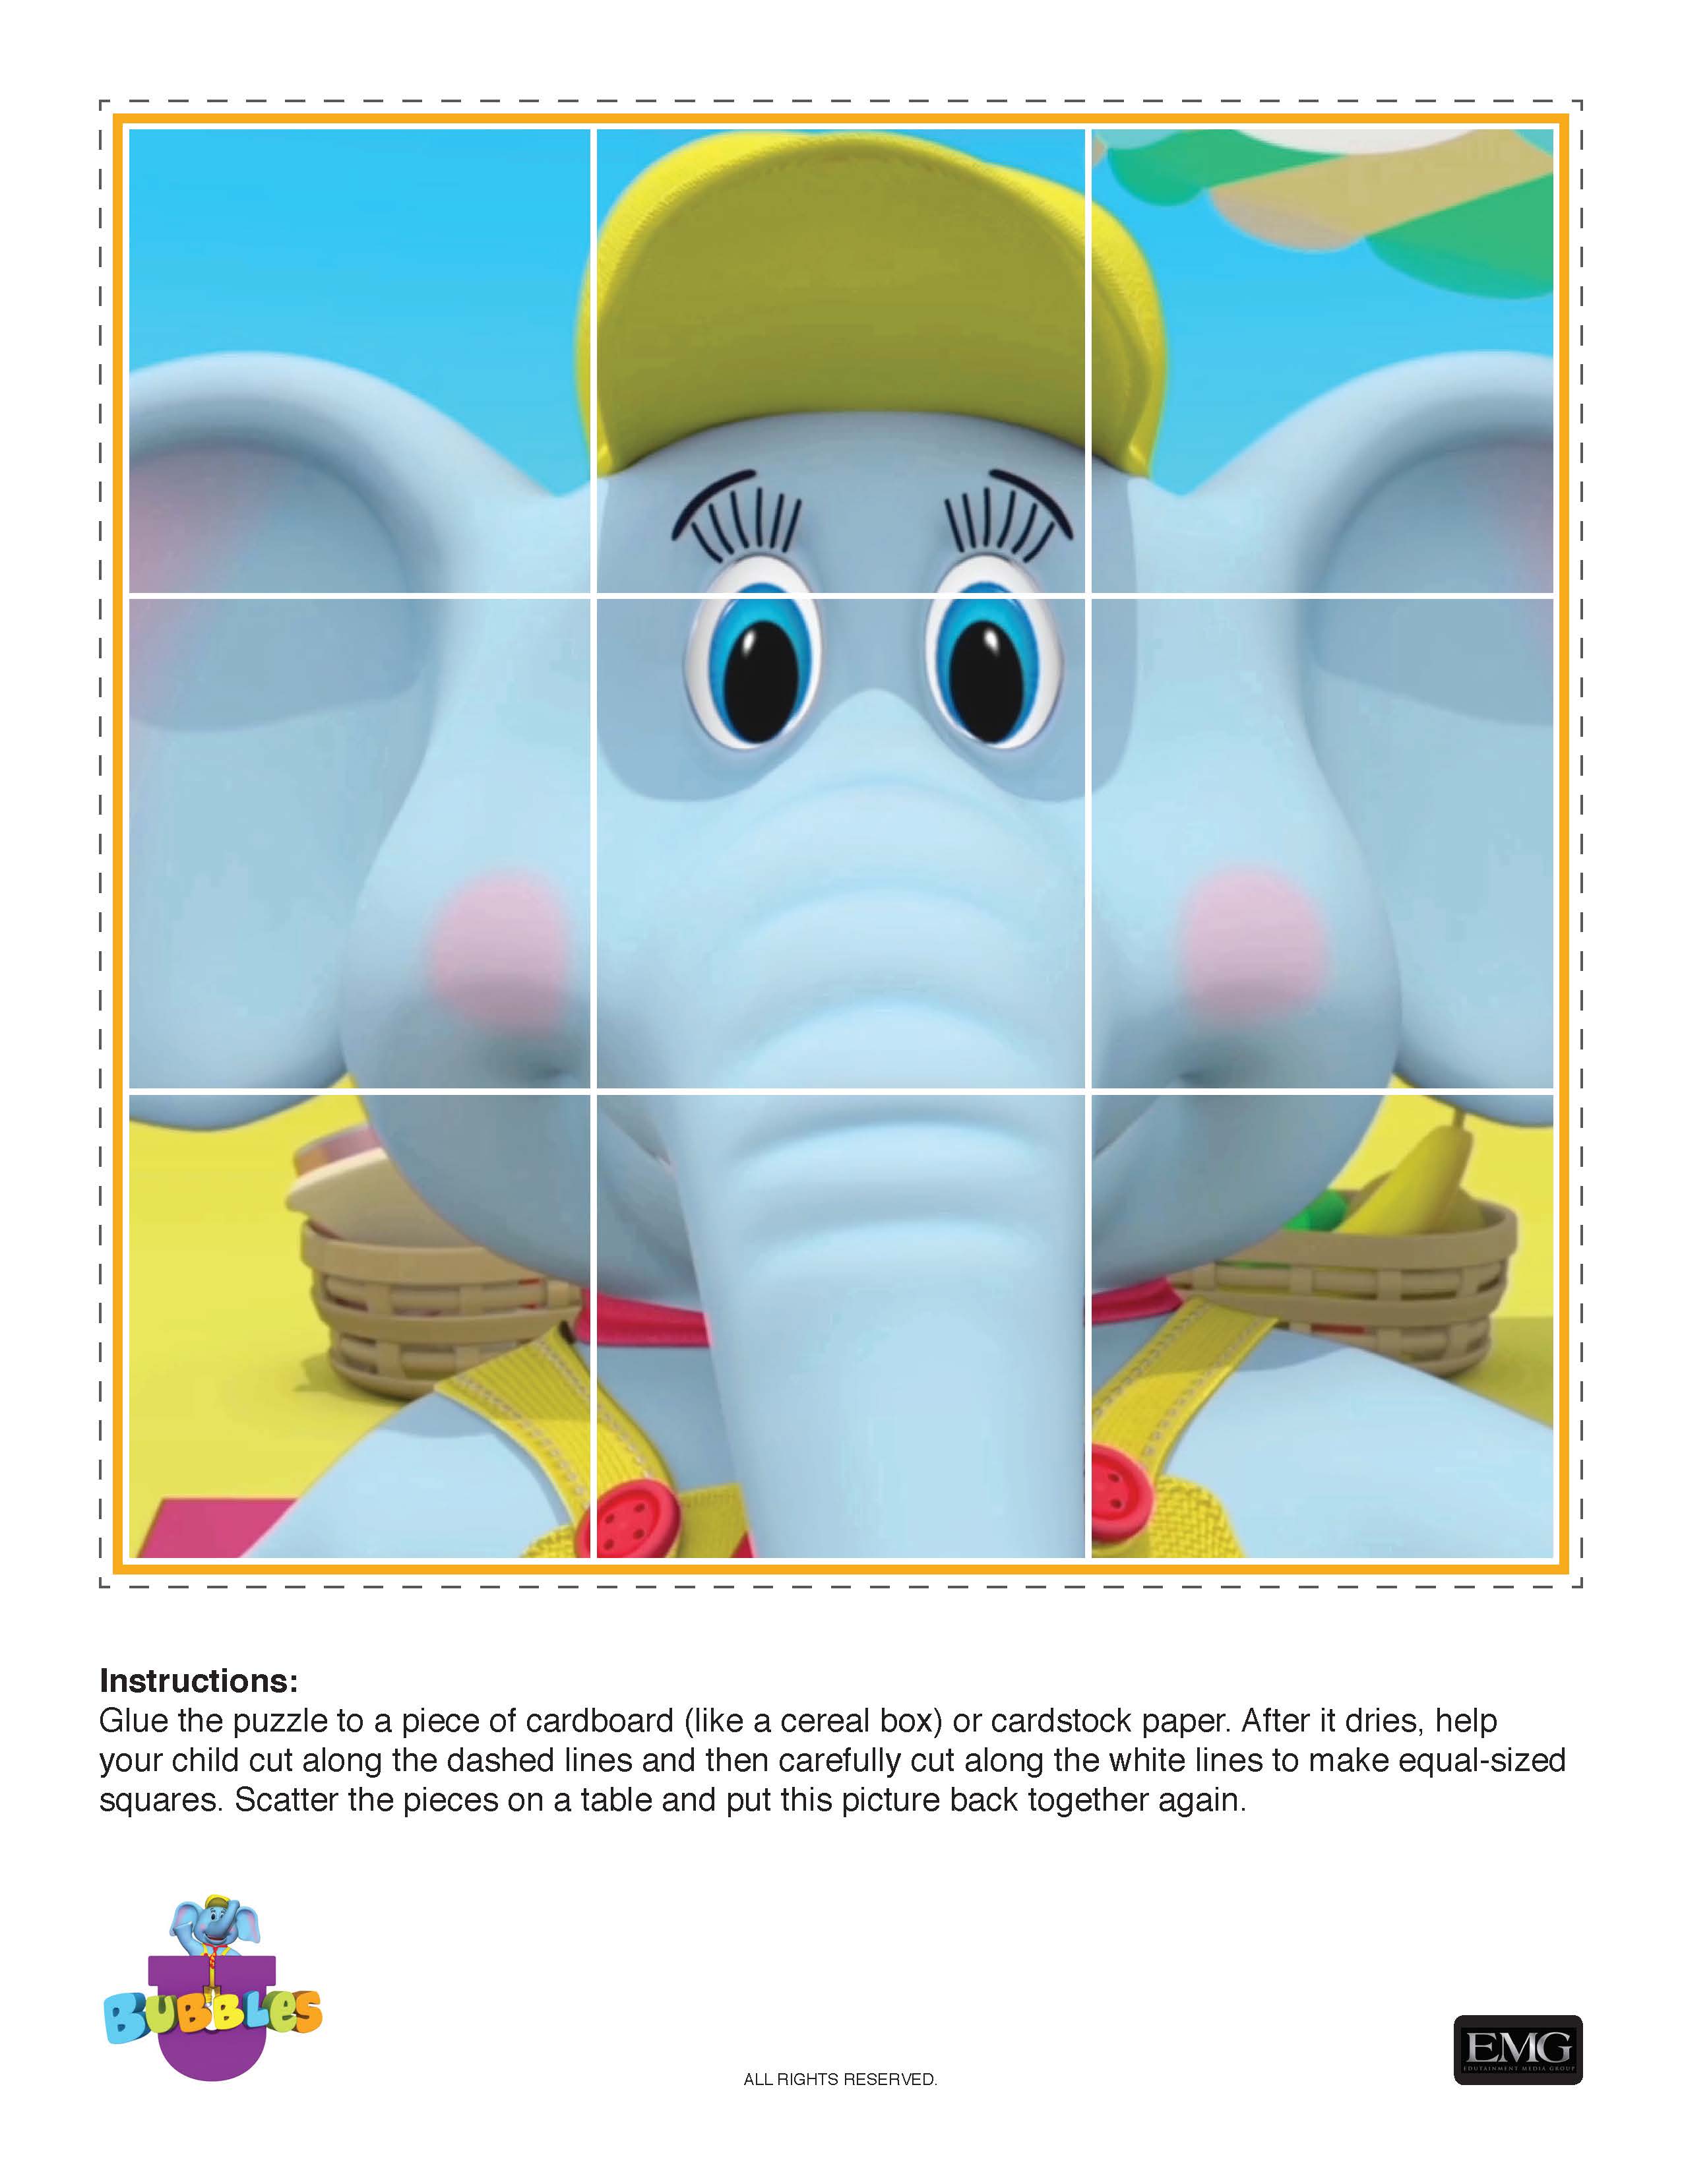 Instructions:
Glue the puzzle to a piece of cardboard (like a cereal box) or cardstock paper. After it dries, help
your child cut along the dashed lines and then carefully cut along the white lines to make equal-sized
squares. Scatter the pieces on a table and put this picture back together again.
U
BUBBLES
ALL RIGHTS RESERVED.
EMG
EDUTAINMENT MEDIA GROUP